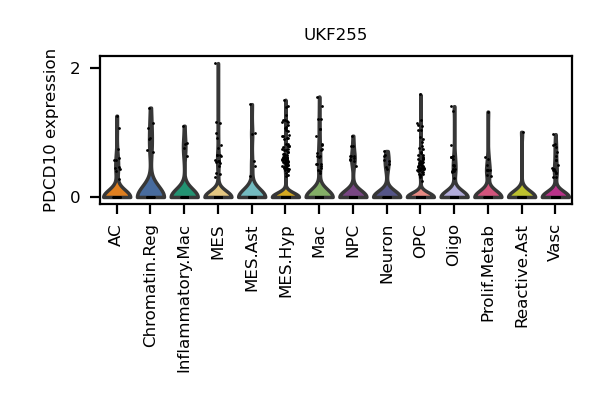 UKF255
PDCD10 expression
2
0
AC
Chromatin.Reg
Inflammatory.Mac
MES
MES.Ast
MES.Hyp
Mac
NPC
Neuron
OPC
Oligo
Prolif.Metab
Reactive.Ast
Vasc